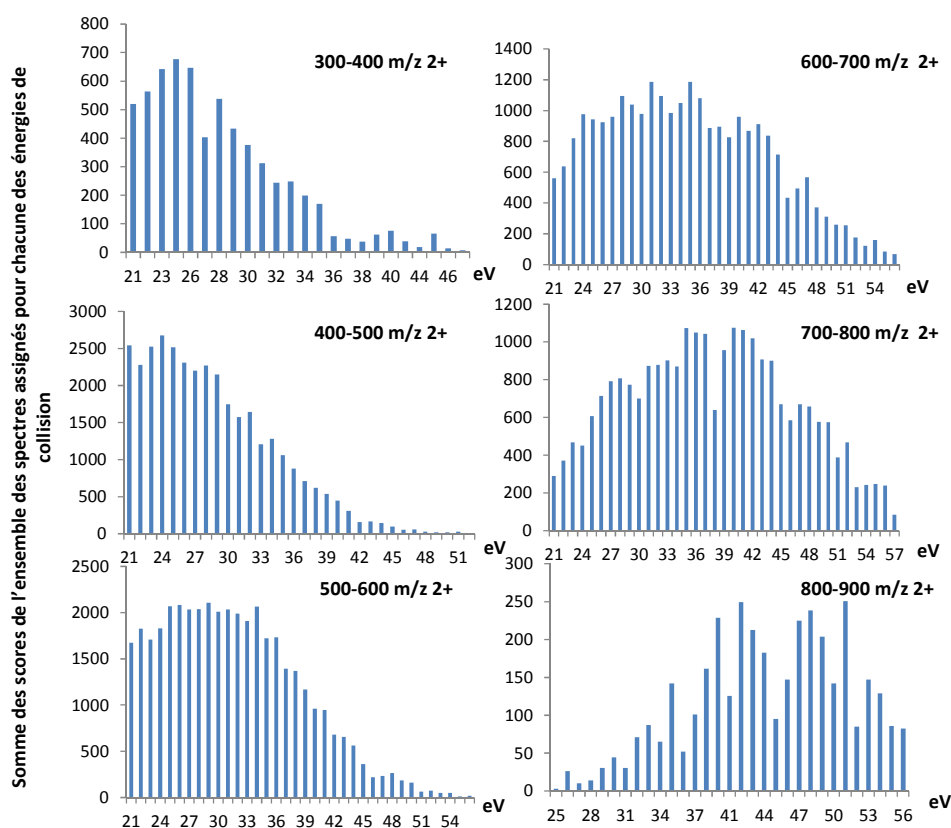 Somme des scores de l'ensemble des spectres assignés pour chacune des énergies de
collision
300-400 m/z 2+
800
700
600
500
400
300
200
100
0
21 23 26 28 30 32 34 36 38 40 44 46
eV
600-700 m/z 2+
1400
1200
1000
800
600
400
200
0
21 24 27 30 33 36 39 42 45 48 51 54
eV
400-500 m/z 2+
3000
2500
2000
1500
1000
500
0
21 24 27 30 33 36 39 42 45 48 51
eV
700-800 m/z 2+
1200
1000
800
600
400
200
0
21 24 27 30 33 36 39 42 45 48 51 54 57
eV
500-600 m/z 2+
2500
2000
1500
1000
500
0
21 24 27 30 33 36 39 42 45 48 51 54
eV
800-900 m/z 2+
300
250
200
150
100
50
0
25 28 31 35 38 41 44 47 50 53 56
eV